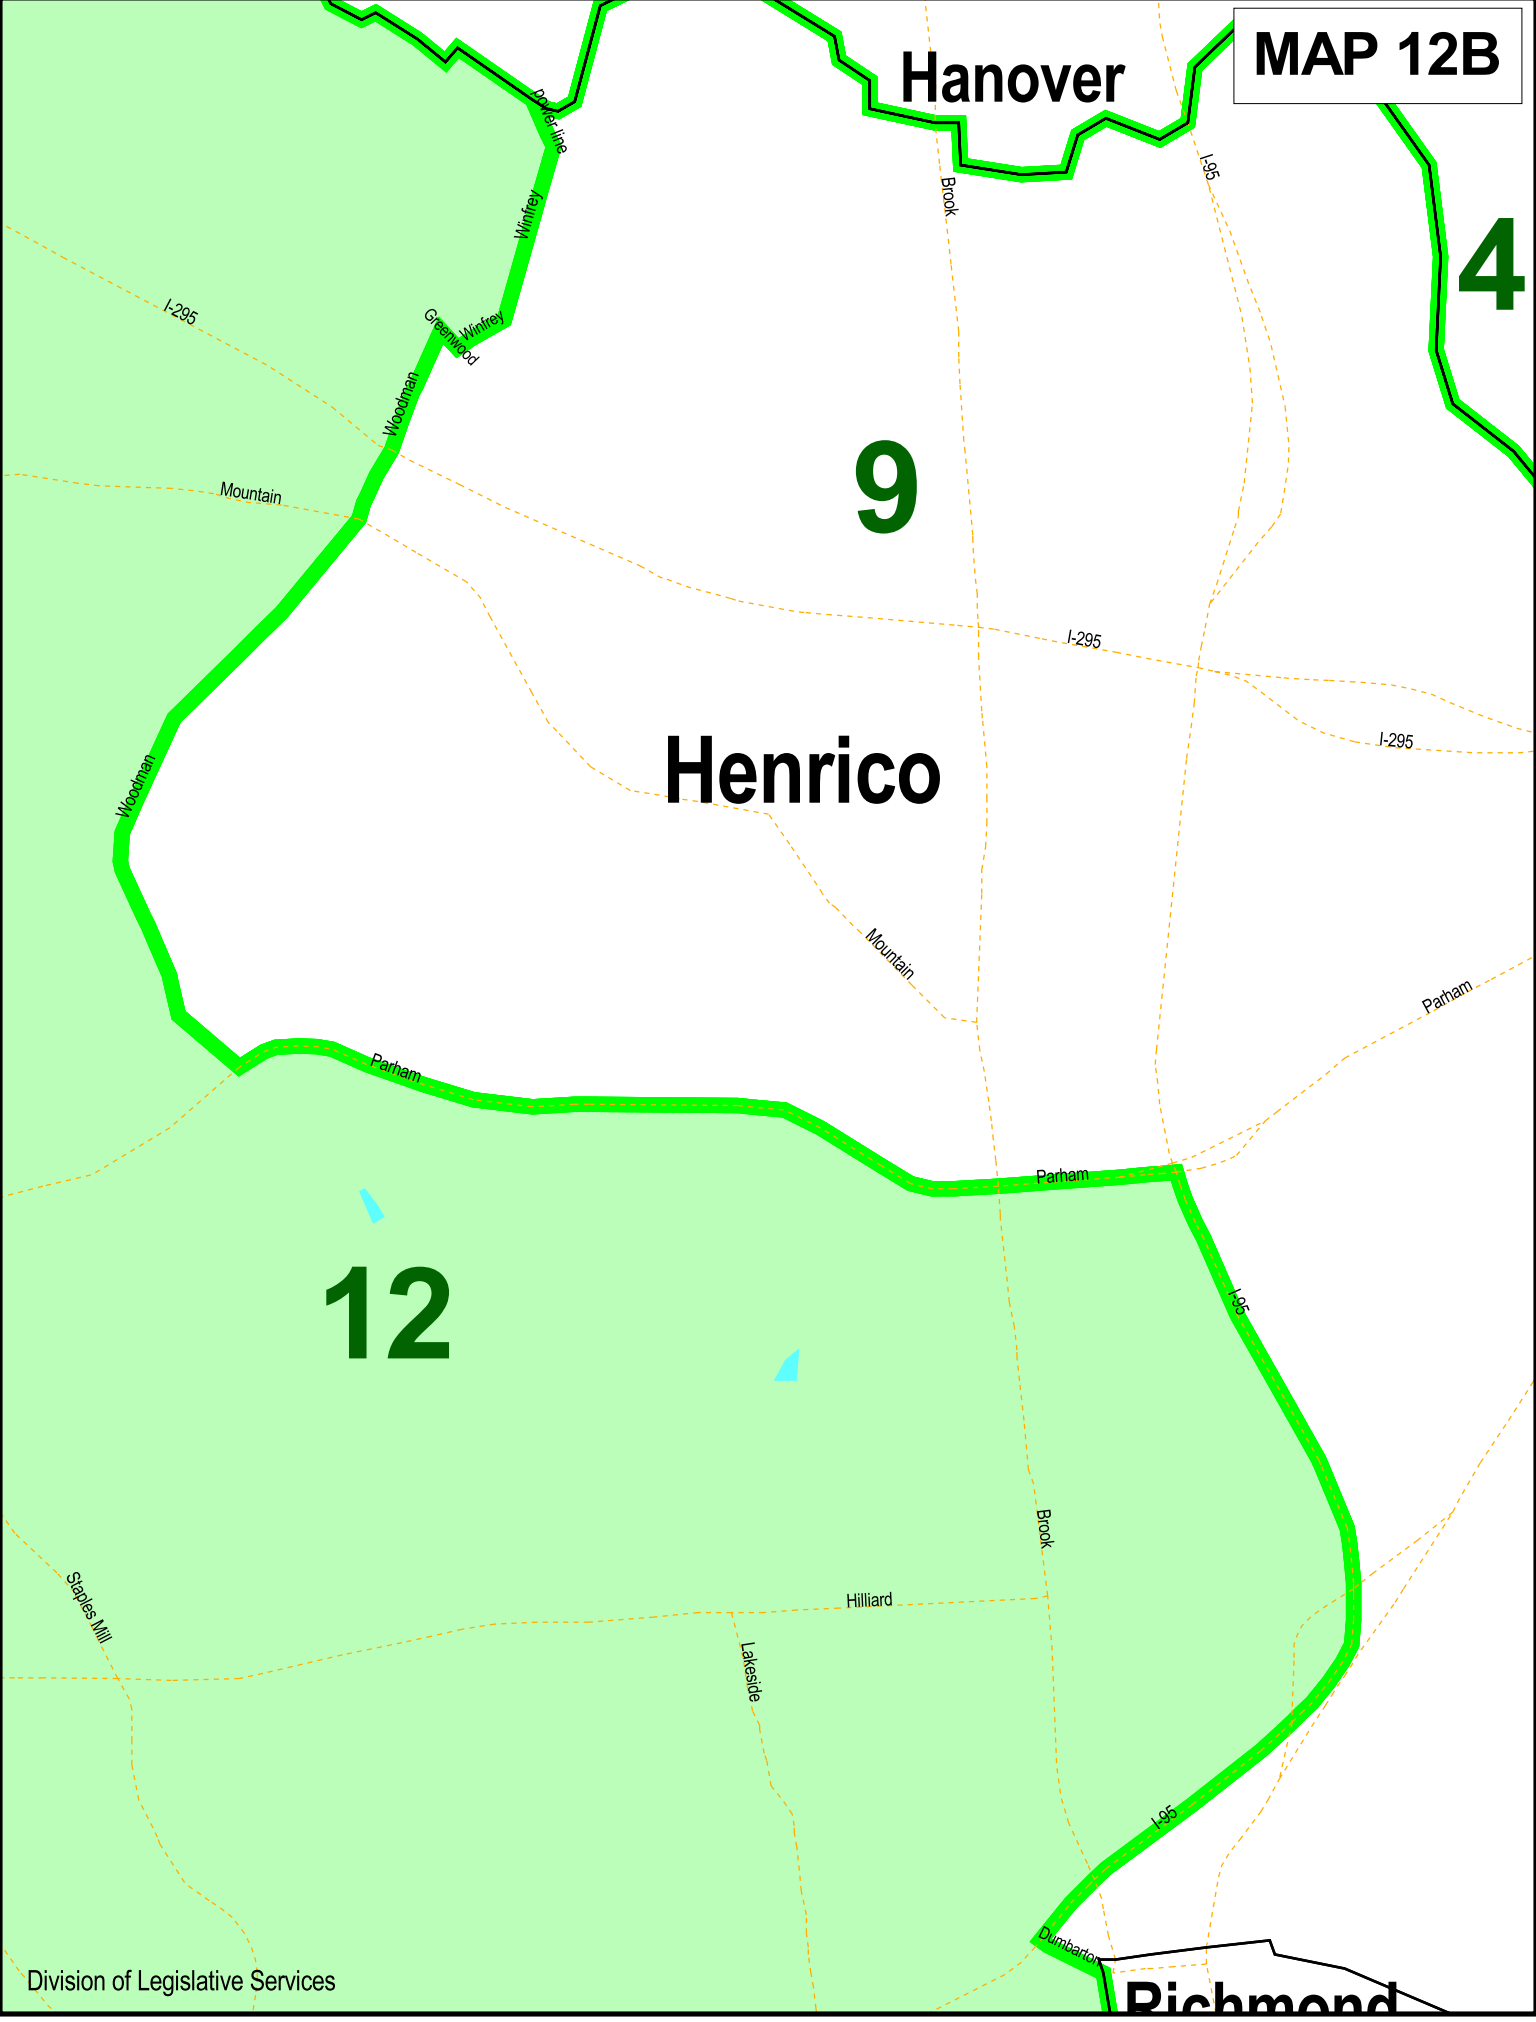 MAP 12B
Hanover
power line
I-95
Brook
Winfrey
4
I-295
Winfrey
Greenwood
Woodman
9
Mountain
I-295
Henrico
I-295
Woodman
Mountain
Parham
Parham
Parham
12
I-95
Brook
Staples Mill
Hilliard
Lakeside
I-95
Dumbarton
Division of Legislative Services
Richmond